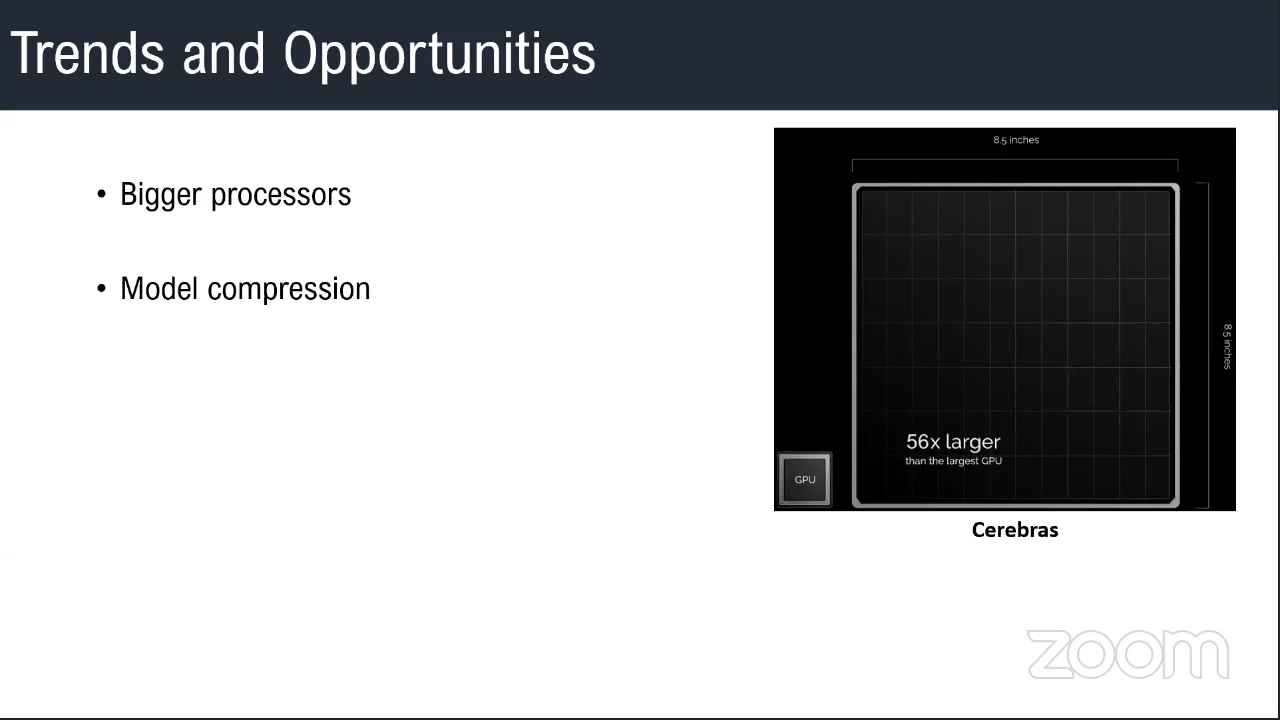 Trends and Opportunities
• Bigger processors
• Model compression
8.5 inches
8.5 inches
56x larger
than the largest GPU
GPU
Cerebras
zoom